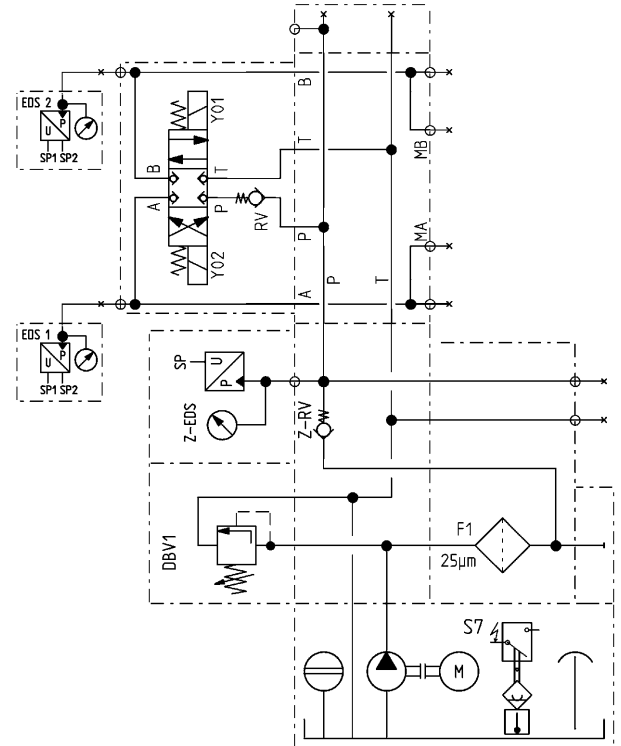 EDS 2
U P
SP1 SP2
Y01
B
B T
T
MB
A P
RV
P
MA
Y02
A
P
T
EDS 1
U P
SP1 SP2
SP
U
P
Z-EDS
Z-RV
DBV1
F1
25µm
S7
M